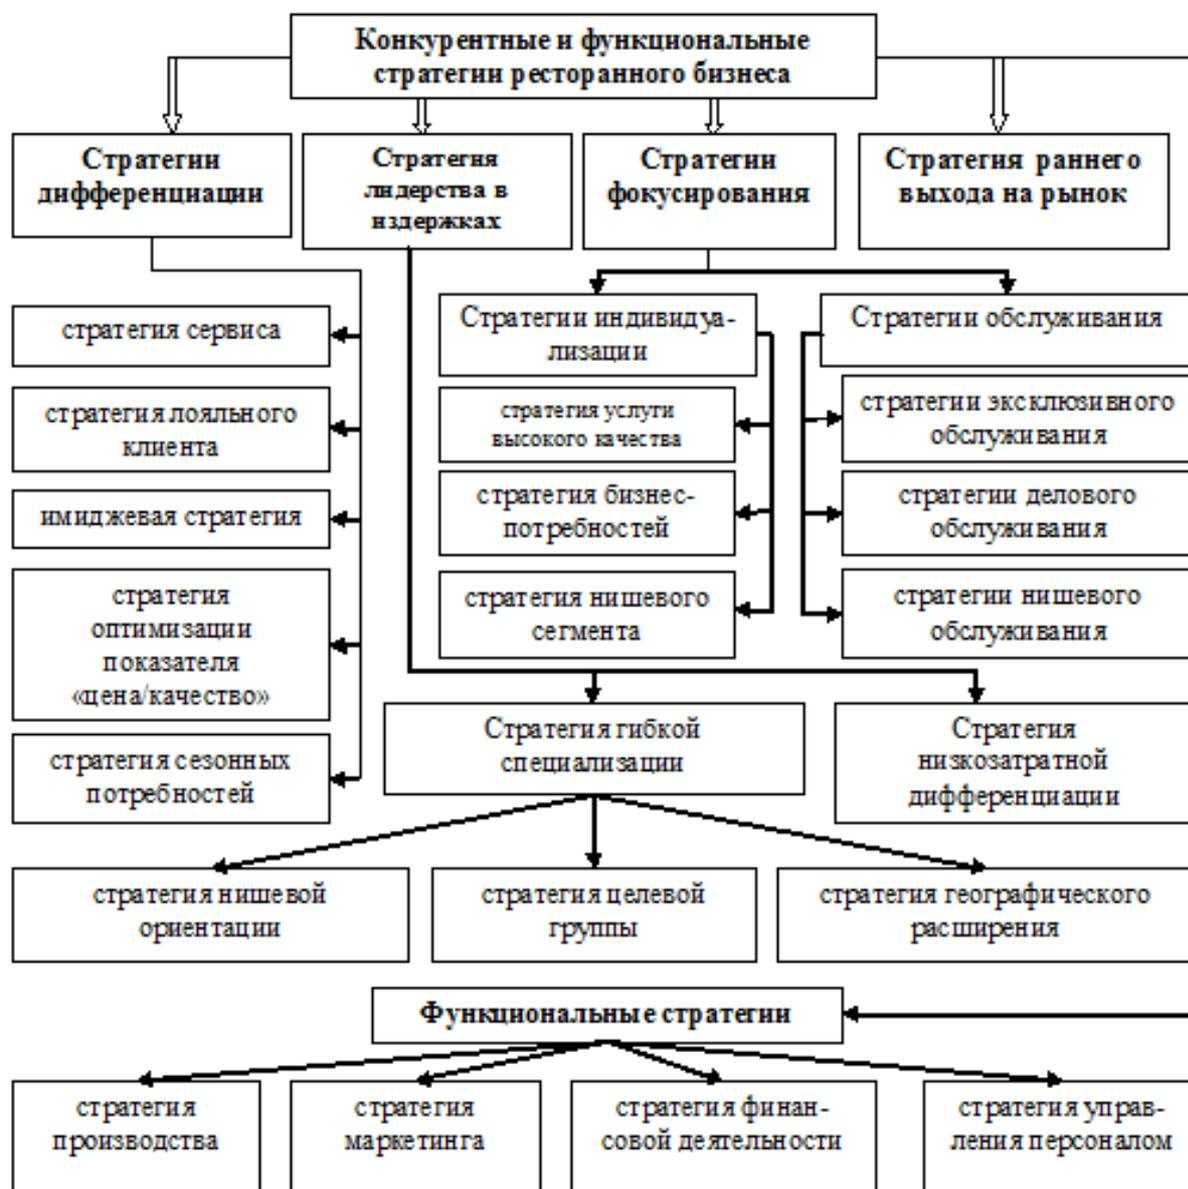 Конкурентные и функциональные
стратегии ресторанного бизнеса
Стратегии
дифференциации
Стратегия
лидерства в
издержках
Стратегии
фокусирования
Стратегия раннего
выхода на рынок
стратегия сервиса
стратегия лояльного
клиента
имиджевая стратегия
стратегия
оптимизации
показателя
«цена/качество»
стратегия сезонных
потребностей
Стратегии индивидуа-
лизации
стратегия услуги
высокого качества
стратегия бизнес-
потребностей
стратегия нишевого
сегмента
Стратегии обслуживания
стратегии эксклюзивного
обслуживания
стратегии делового
обслуживания
стратегии нишевого
обслуживания
Стратегия гибкой
специализации
Стратегия
низкозатратной
дифференциации
стратегия нишевой
ориентации
стратегия целевой
группы
стратегия географического
расширения
Функциональные стратегии
стратегия
производства
стратегия
маркетинга
стратегия финан-
совой деятельности
стратегия управ-
ления персоналом